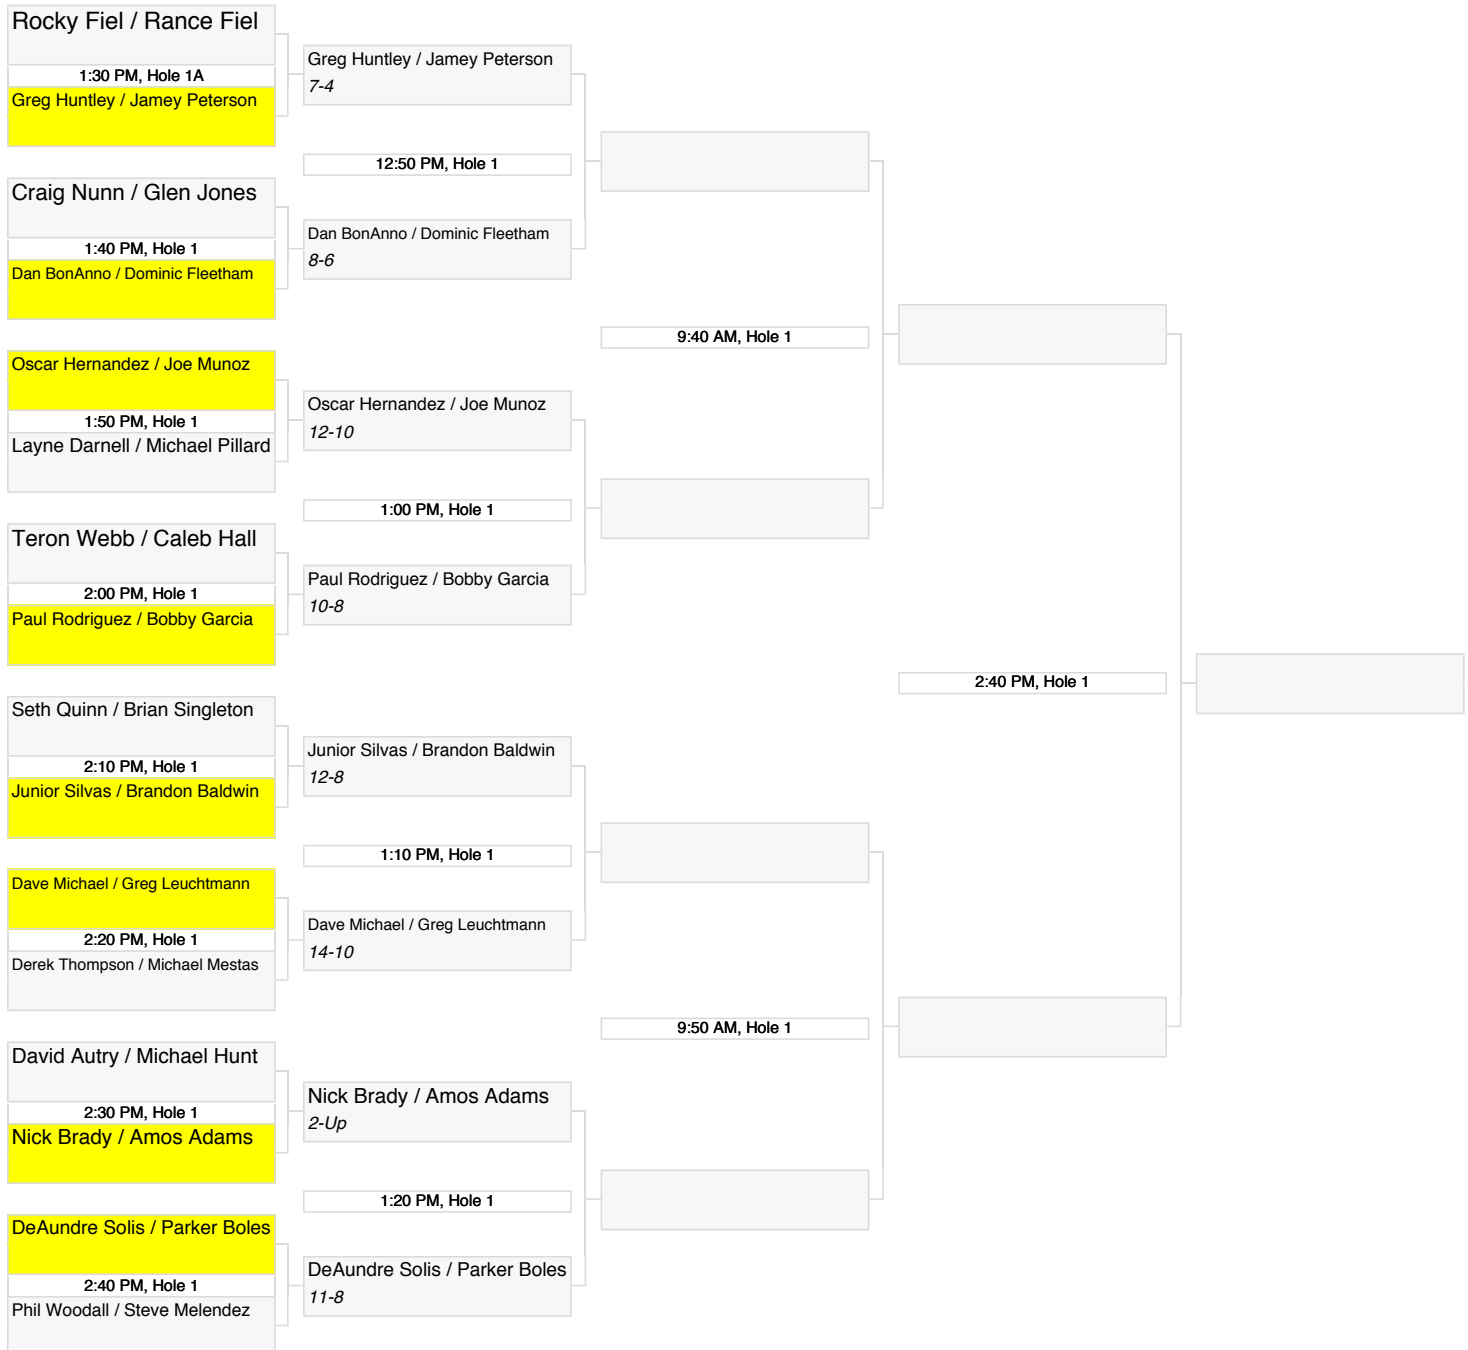 Rocky Fiel / Rance Fiel
1:30 PM, Hole 1A
Greg Huntley / Jamey Peterson
Craig Nunn / Glen Jones
1:40 PM, Hole 1
Dan BonAnno / Dominic Fleetham
Oscar Hernandez / Joe Munoz
1:50 PM, Hole 1
Layne Darnell / Michael Pillard
Teron Webb / Caleb Hall
2:00 PM, Hole 1
Paul Rodriguez / Bobby Garcia
Seth Quinn / Brian Singleton
2:10 PM, Hole 1
Junior Silvas / Brandon Baldwin
Dave Michael / Greg Leuchtmann
2:20 PM, Hole 1
Derek Thompson / Michael Mestas
David Autry / Michael Hunt
2:30 PM, Hole 1
Nick Brady / Amos Adams
DeAundre Solis / Parker Boles
2:40 PM, Hole 1
Phil Woodall / Steve Melendez
Greg Huntley / Jamey Peterson
7-4
12:50 PM, Hole 1
Dan BonAnno / Dominic Fleetham
8-6
Oscar Hernandez / Joe Munoz
12-10
1:00 PM, Hole 1
Paul Rodriguez / Bobby Garcia
10-8
Junior Silvas / Brandon Baldwin
12-8
1:10 PM, Hole 1
Dave Michael / Greg Leuchtmann
14-10
Nick Brady / Amos Adams
2-Up
1:20 PM, Hole 1
DeAundre Solis / Parker Boles
11-8
9:40 AM, Hole 1
9:50 AM, Hole 1
2:40 PM, Hole 1